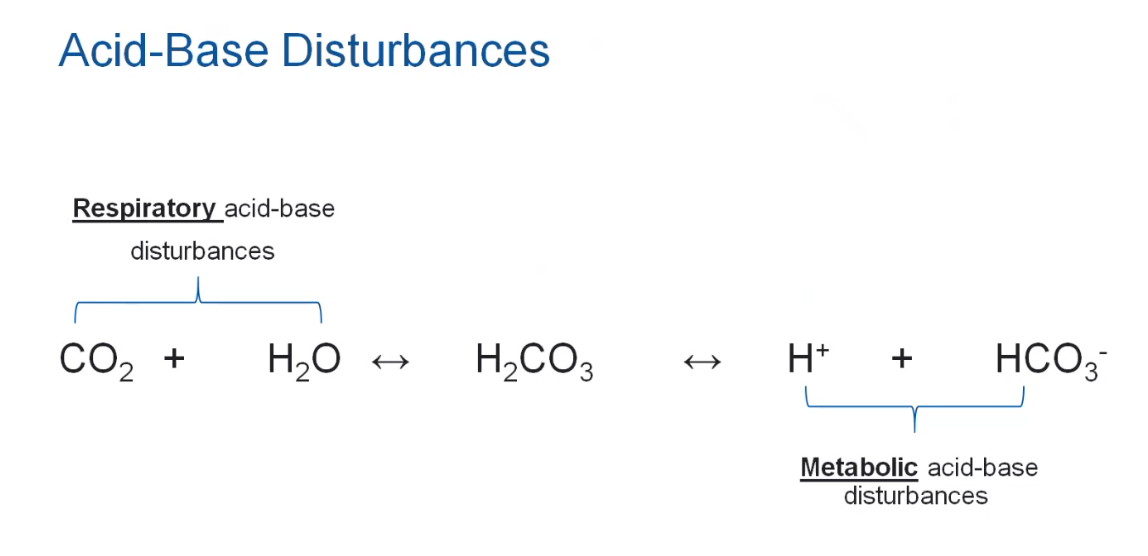 Acid-Base Disturbances
Respiratory acid-base
disturbances
CO₂ + H₂O ↔ H₂CO₃ ↔ H⁺ + HCO₃⁻
Metabolic acid-base
disturbances